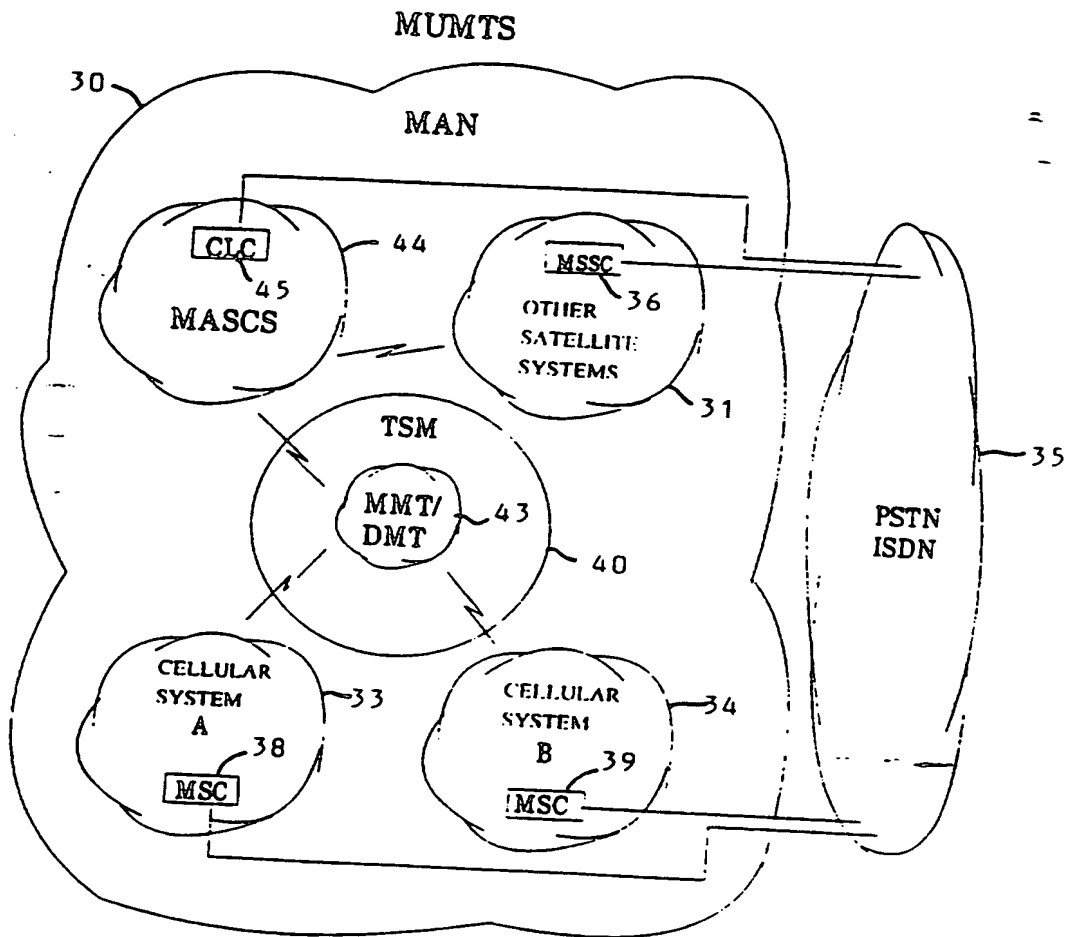 MUMTS
30
MAN
CLC
45
MASCS
44
MSSC
36
OTHER
SATELLITE
SYSTEMS
31
35
PSTN
ISDN
TSM
MMT/
DMT
43
40
CELLULAR
SYSTEM
A
33
38
MSC
CELLULAR
SYSTEM
B
34
39
MSC